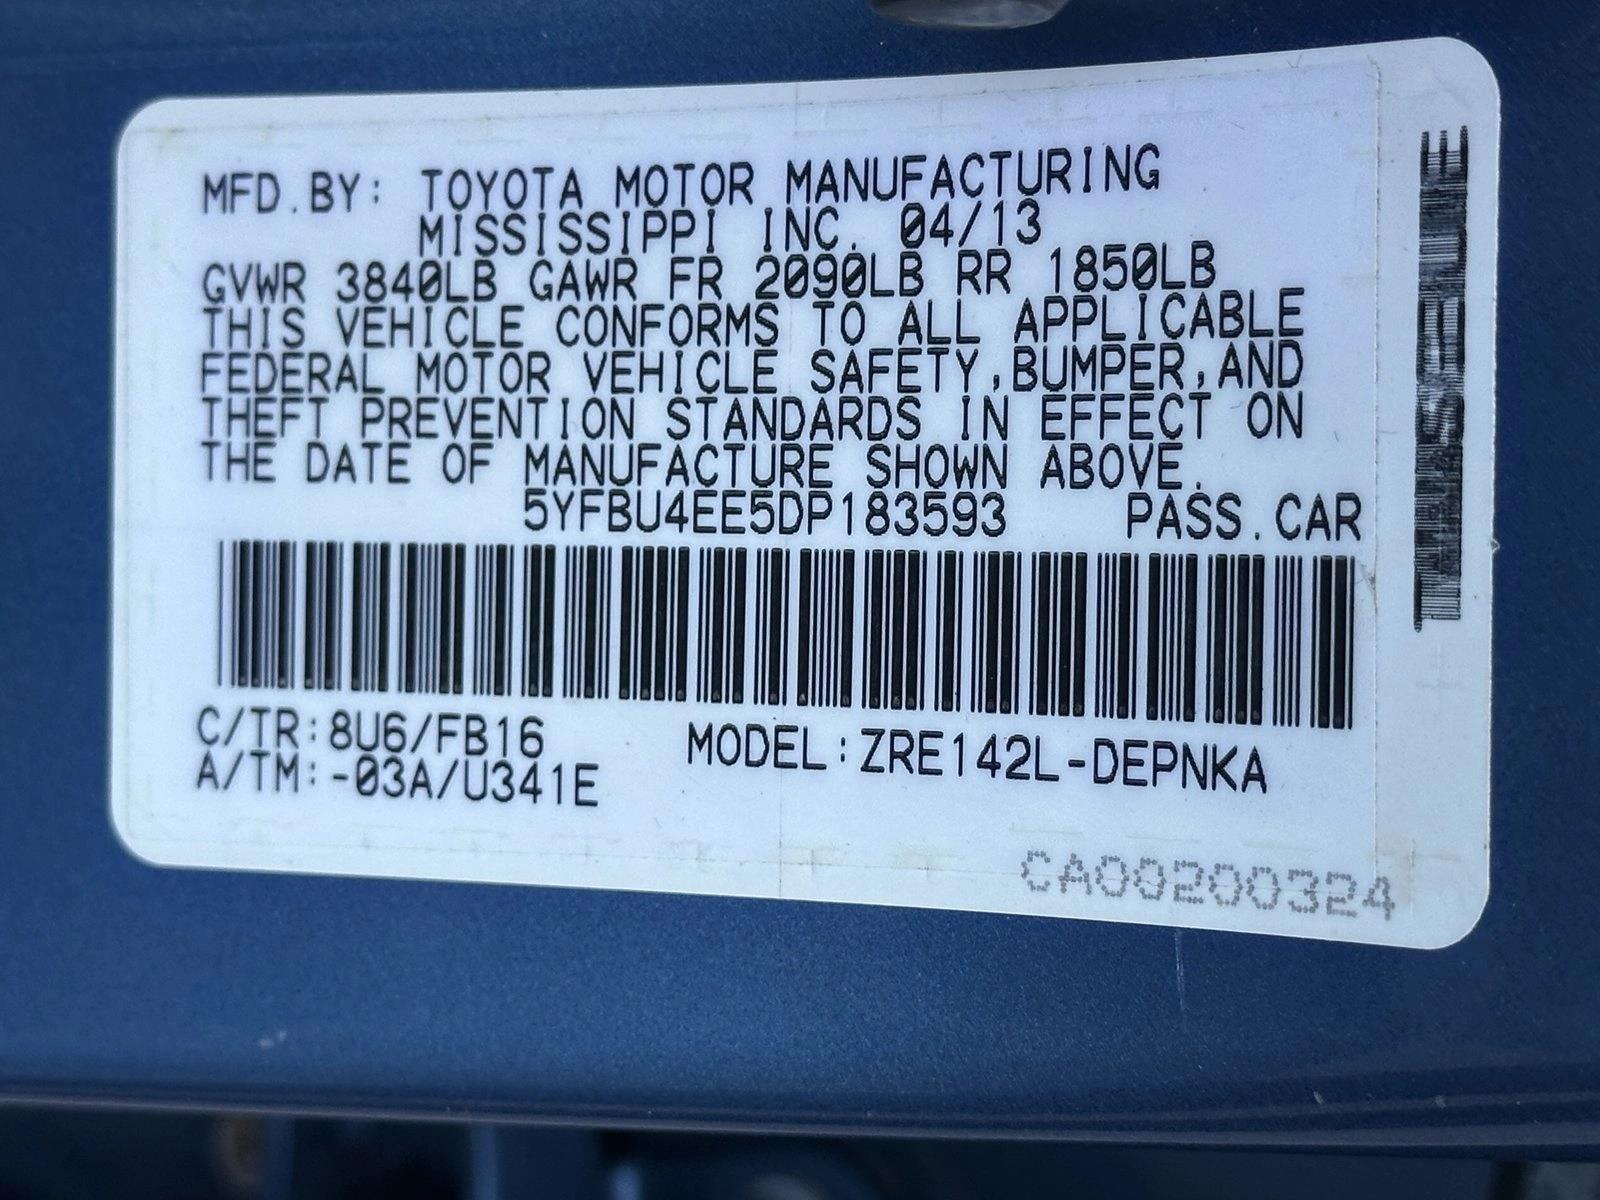 MFD.BY: TOYOTA MOTOR MANUFACTURING
MISSISSIPPI INC. 04/13
GVWR 3840LB GAWR FR 2090LB RR 1850LB
THIS VEHICLE CONFORMS TO ALL APPLICABLE
FEDERAL MOTOR VEHICLE SAFETY,BUMPER,AND
THEFT PREVENTION STANDARDS IN EFFECT ON
THE DATE OF MANUFACTURE SHOWN ABOVE.
5YFBU4EE5DP183593 PASS.CAR
C/TR:8U6/FB16
A/TM:-03A/U341E
MODEL:ZRE142L-DEPNKA
CA00200324